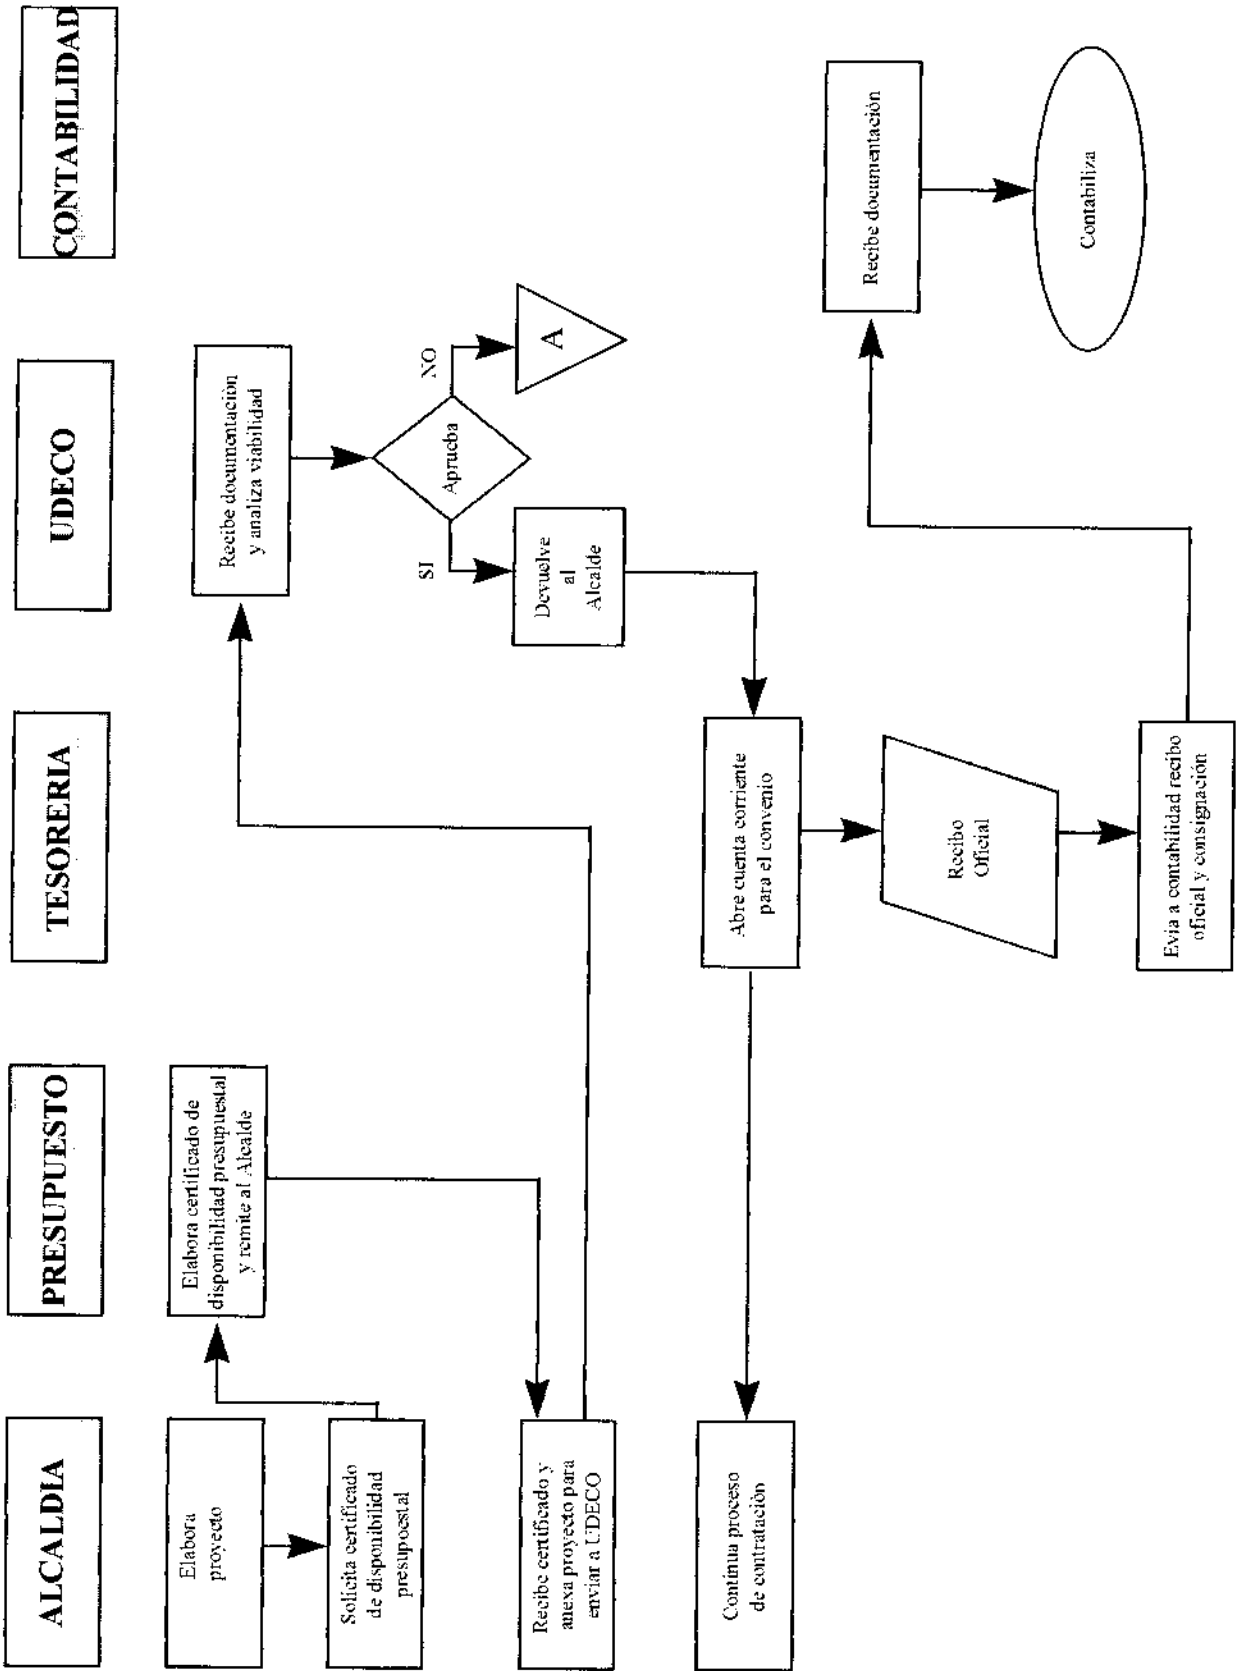 ALCALDIA
PRESUPUESTO
TESORERIA
UDECO
CONTABILIDAD
Elabora
proyecto
Elabora certificado de
disponibilidad presupuestal
y remite al Alcalde
Recibe documentación
y analiza viabilidad
Solicita certificado
de disponibilidad
presupoestal
Aprueba
SI
NO
Recibe certificado y
anexa proyecto para
enviar a UDECO
Devuelve
al
Alcalde
A
Continua proceso
de contratación
Abre cuenta corriente
para el convenio
Recibe documentación
Recibo
Oficial
Contabiliza
Evia a contabilidad recibo
oficial y consignación